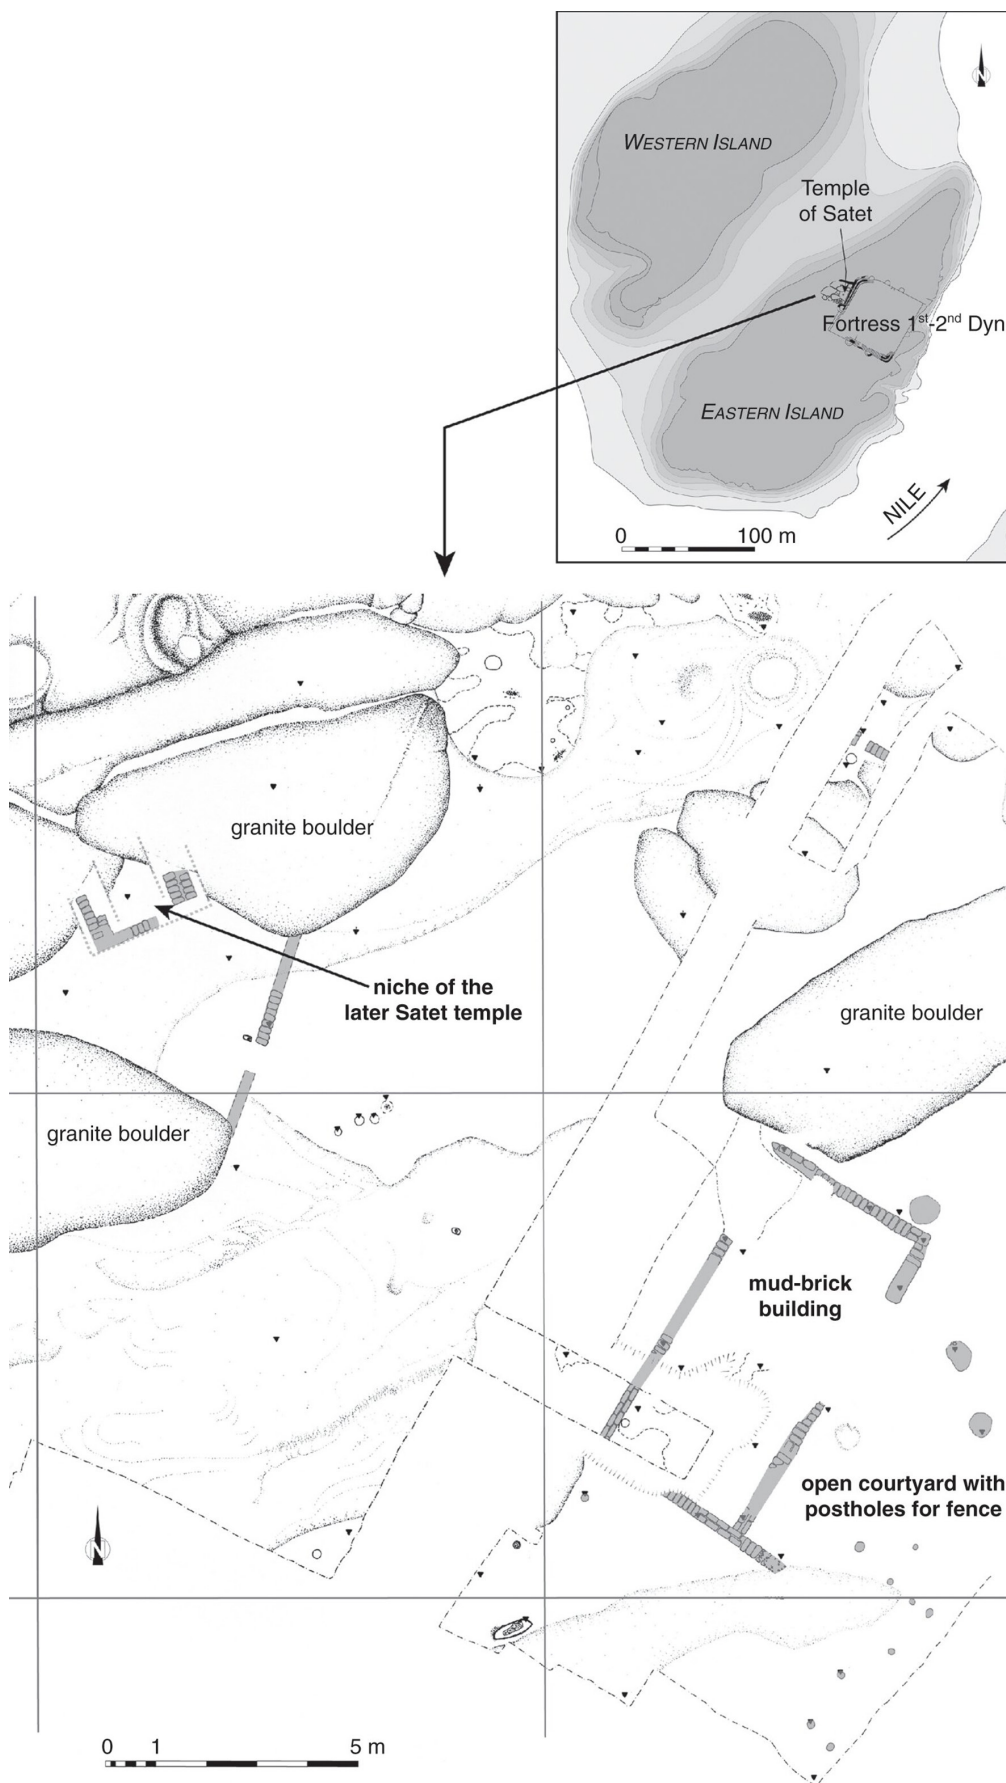 N
WESTERN ISLAND
Temple
of Satet
Fortress 1st-2nd Dyn
EASTERN ISLAND
NILE
0 100 m
granite boulder
niche of the
later Satet temple
granite boulder
granite boulder
mud-brick
building
open courtyard with
postholes for fence
N
0 1 5 m